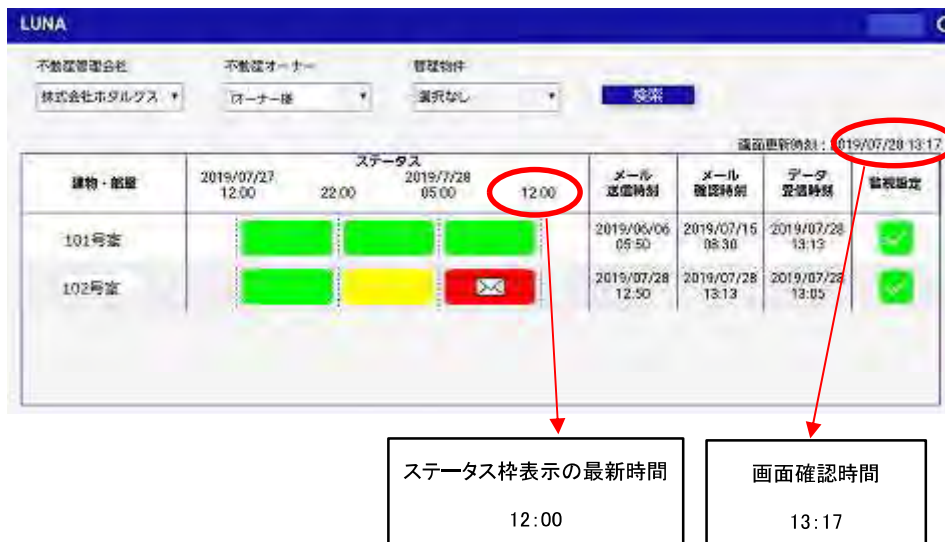 LUNA
不動産管理会社 不動産オーナー 管理物件
株式会社ホタルゲス オーナー様 選択なし 検索
画面更新時刻：2019/07/28 13:17
建物・部屋 ステータス メール送信時刻 メール確認時刻 データ受信時刻 監視設定
2019/07/27 12:00 22:00 2019/7/28 05:00 12:00
101号室 2019/06/06 05:50 2019/07/15 08:30 2019/07/28 13:13
102号室 2019/07/28 12:50 2019/07/28 13:13 2019/07/28 13:05
ステータス枠表示の最新時間
12:00
画面確認時間
13:17